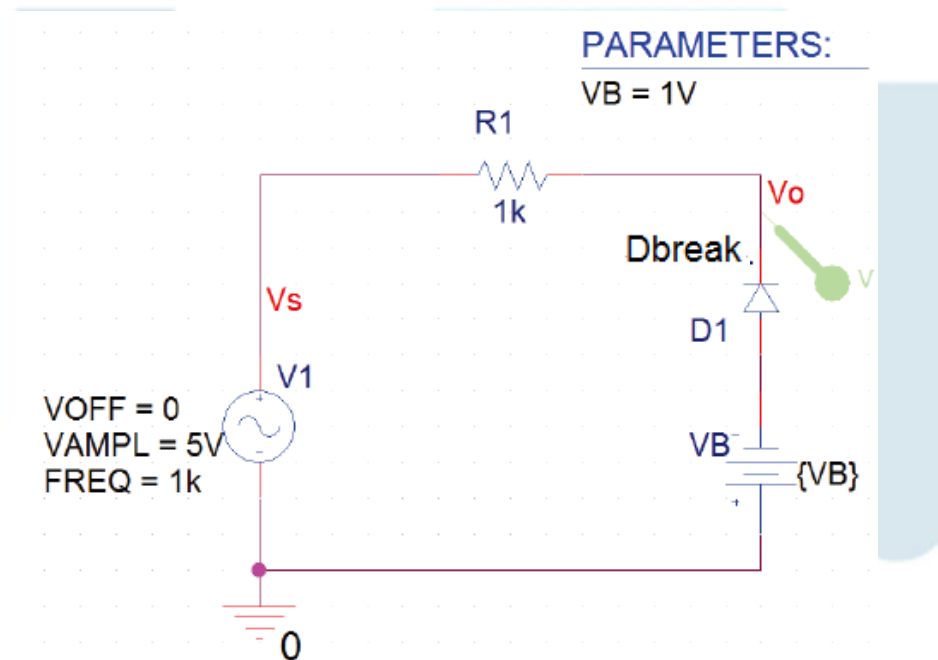 PARAMETERS:
VB = 1V
R1
1k
Vo
Dbreak
V
D1
Vs
V1
VOFF = 0
VAMPL = 5V
FREQ = 1k
+
-
VB
-
{VB}
+
0